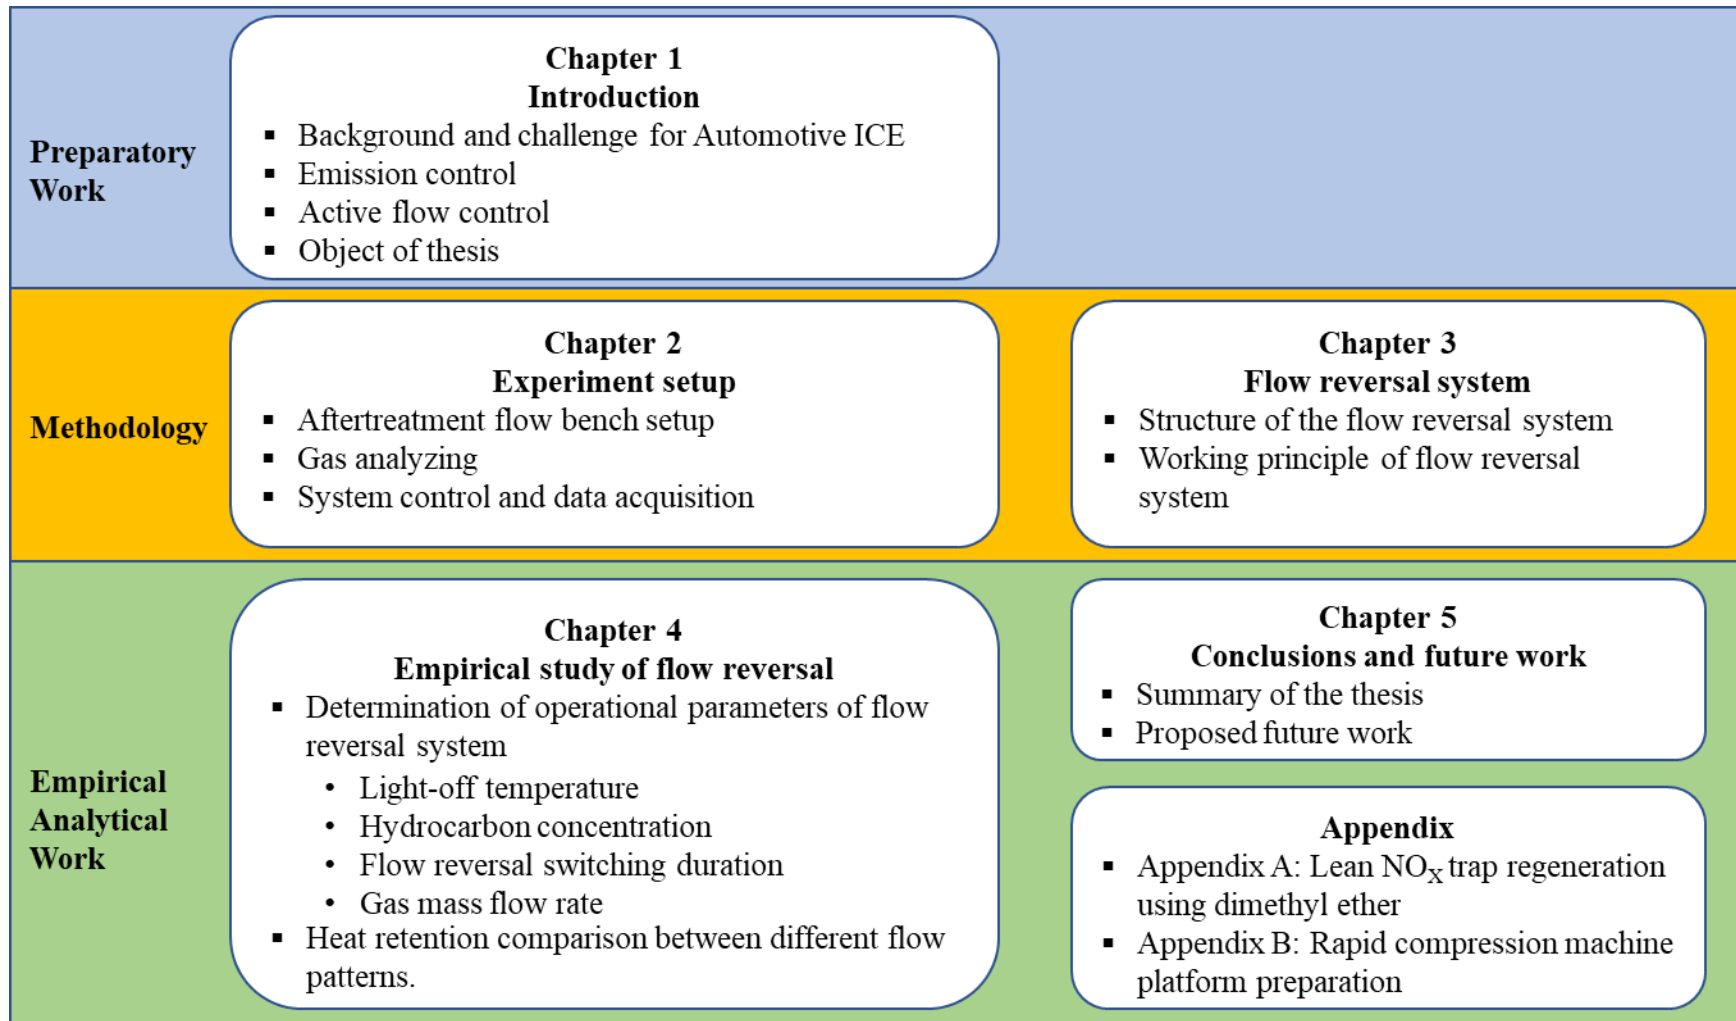 Preparatory
Work
Chapter 1
Introduction
▪ Background and challenge for Automotive ICE
▪ Emission control
▪ Active flow control
▪ Object of thesis
Methodology
Chapter 2
Experiment setup
▪ Aftertreatment flow bench setup
▪ Gas analyzing
▪ System control and data acquisition
Chapter 3
Flow reversal system
▪ Structure of the flow reversal system
▪ Working principle of flow reversal
system
Empirical
Analytical
Work
Chapter 4
Empirical study of flow reversal
▪ Determination of operational parameters of flow
reversal system
• Light-off temperature
• Hydrocarbon concentration
• Flow reversal switching duration
• Gas mass flow rate
▪ Heat retention comparison between different flow
patterns.
Chapter 5
Conclusions and future work
▪ Summary of the thesis
▪ Proposed future work
Appendix
▪ Appendix A: Lean NOX trap regeneration
using dimethyl ether
▪ Appendix B: Rapid compression machine
platform preparation